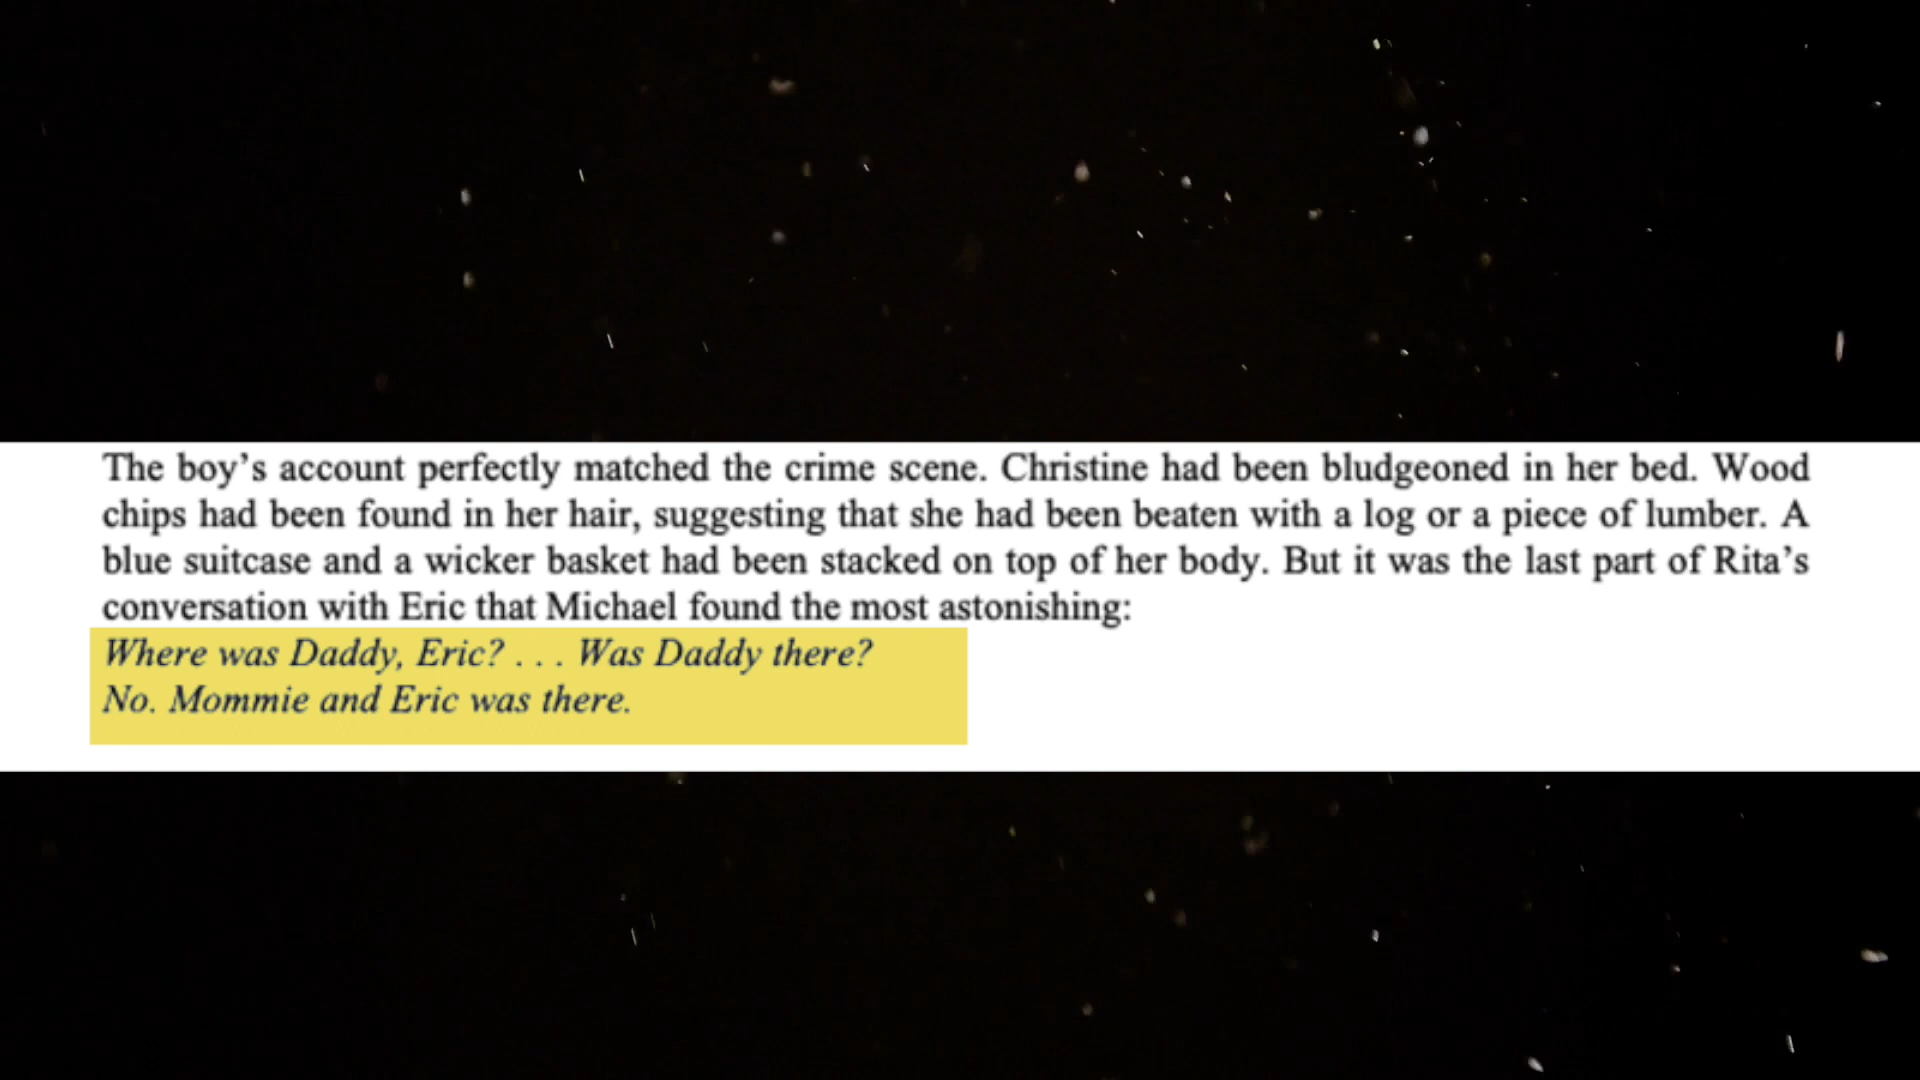 The boy’s account perfectly matched the crime scene. Christine had been bludgeoned in her bed. Wood
chips had been found in her hair, suggesting that she had been beaten with a log or a piece of lumber. A
blue suitcase and a wicker basket had been stacked on top of her body. But it was the last part of Rita’s
conversation with Eric that Michael found the most astonishing:
Where was Daddy, Eric? . . . Was Daddy there?
No. Mommie and Eric was there.